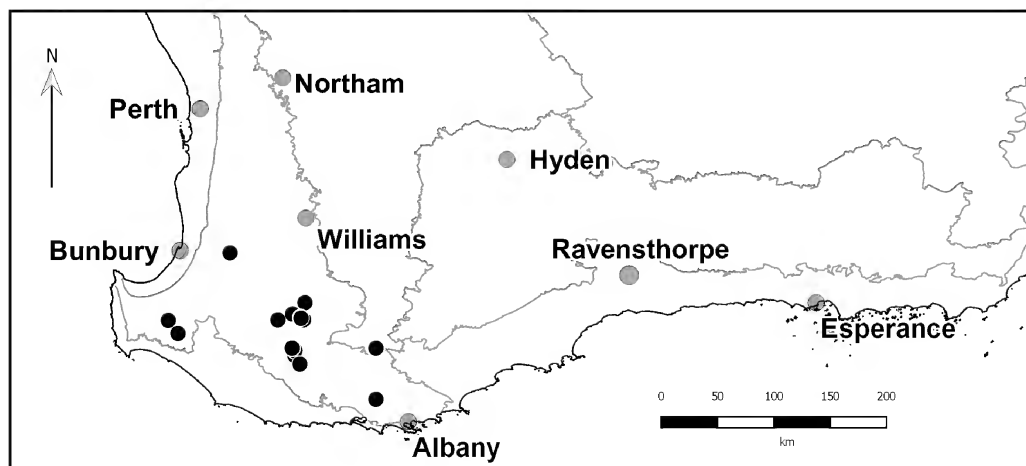 N
Northam
Perth
Hyden
Williams
Bunbury
Ravensthorpe
Esperance
0 50 100 150 200
km
Albany